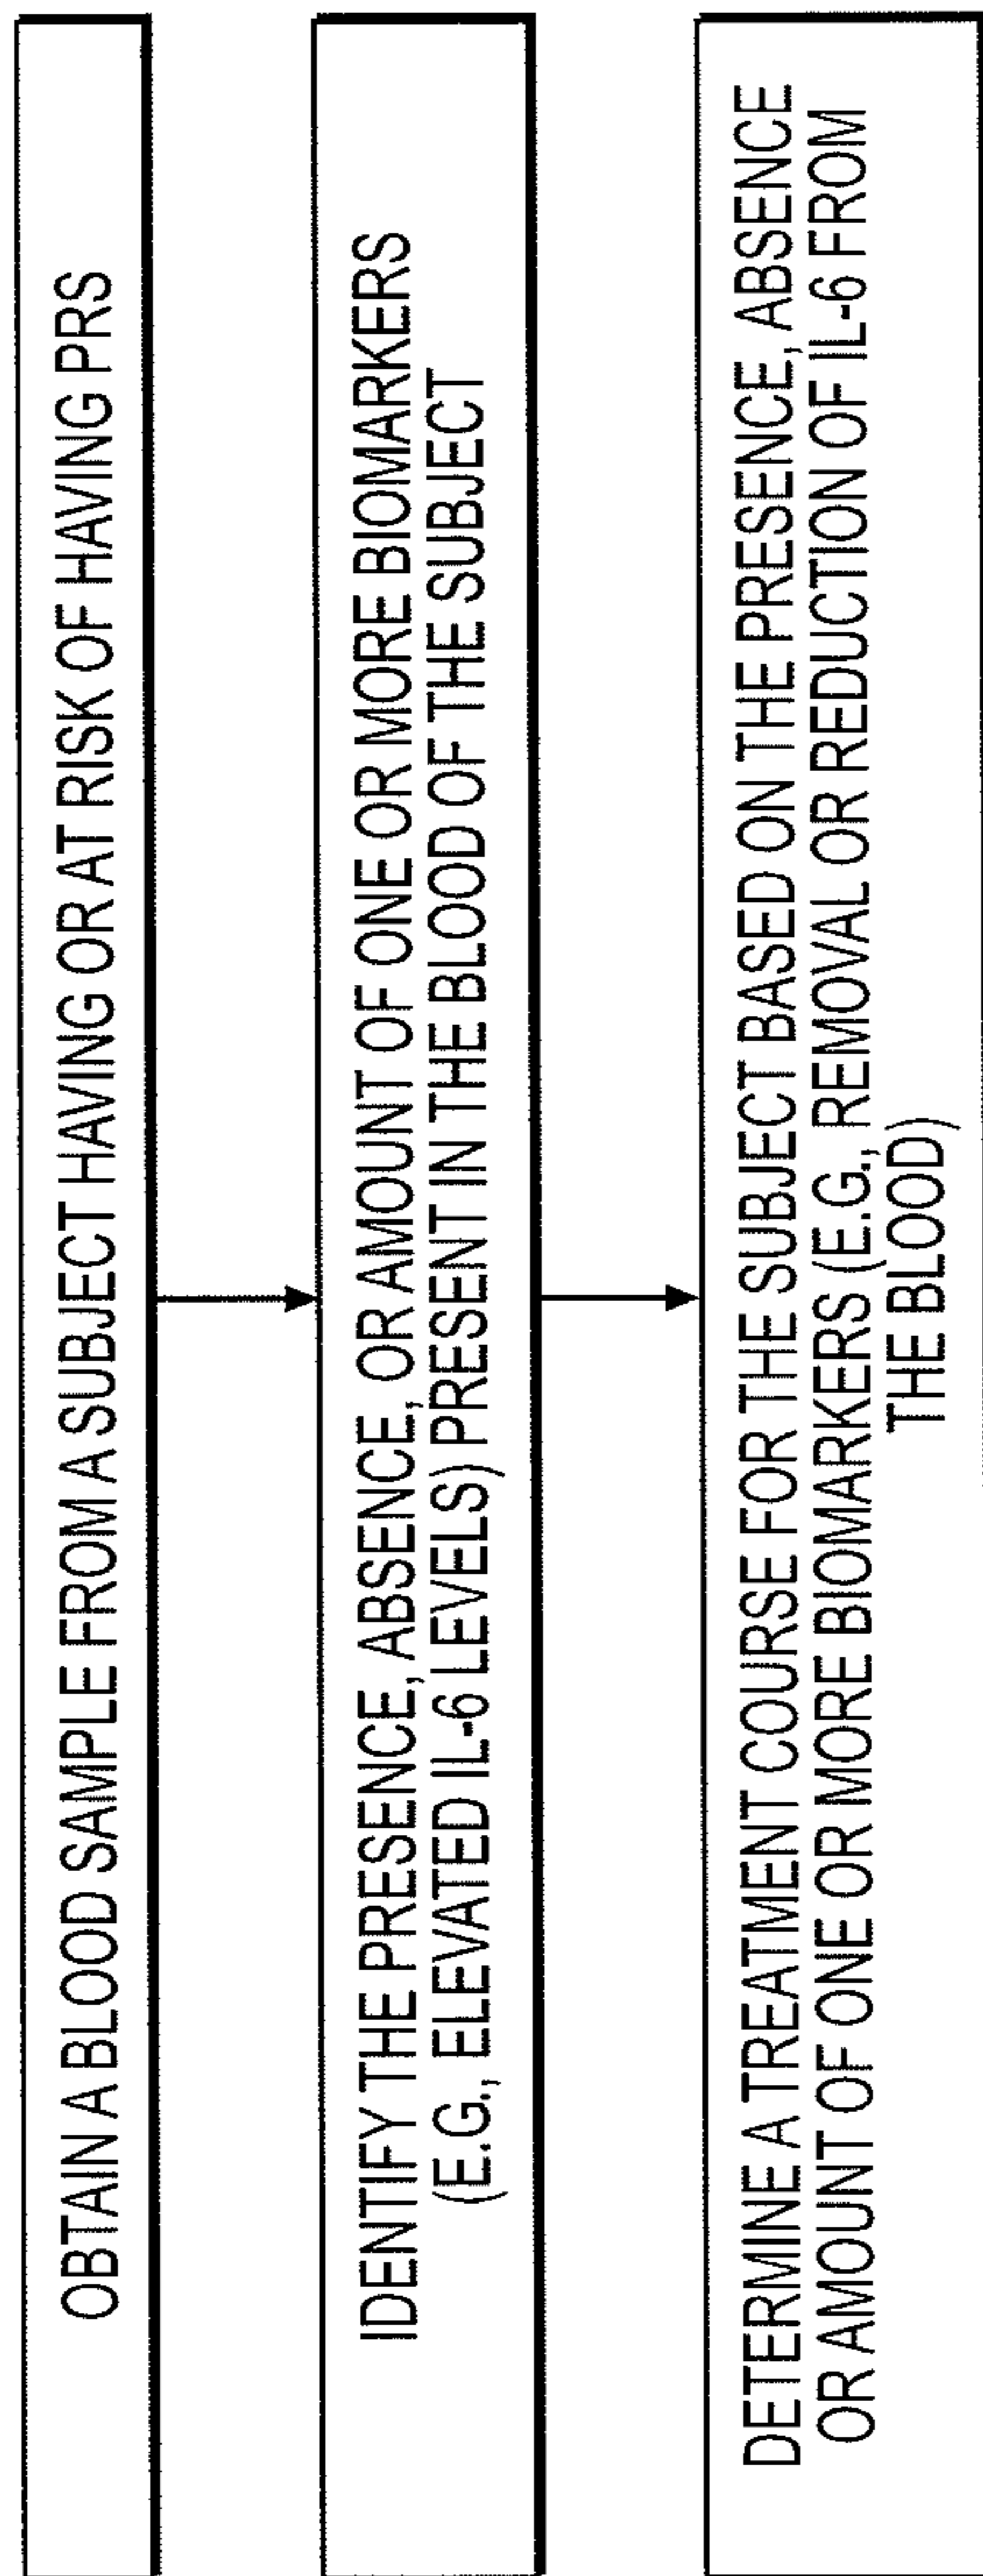 OBTAIN A BLOOD SAMPLE FROM A SUBJECT HAVING OR AT RISK OF HAVING PRS
IDENTIFY THE PRESENCE, ABSENCE, OR AMOUNT OF ONE OR MORE BIOMARKERS
(E.G., ELEVATED IL-6 LEVELS) PRESENT IN THE BLOOD OF THE SUBJECT
DETERMINE A TREATMENT COURSE FOR THE SUBJECT BASED ON THE PRESENCE, ABSENCE
OR AMOUNT OF ONE OR MORE BIOMARKERS (E.G., REMOVAL OR REDUCTION OF IL-6 FROM
THE BLOOD)